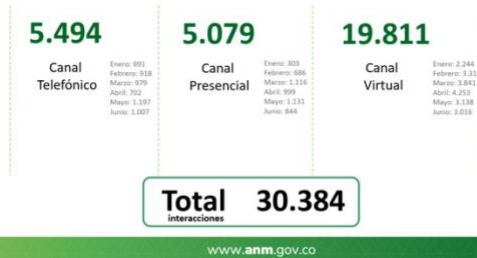 5.494
Canal
Telefónico
Enero: 691
Febrero: 918
Marzo: 979
Abril: 702
Mayo: 1.197
Junio: 1.007
5.079
Canal
Presencial
Enero: 303
Febrero: 686
Marzo: 1.116
Abril: 999
Mayo: 1.131
Junio: 844
19.811
Canal
Virtual
Enero: 2.244
Febrero: 3.31
Marzo: 3.841
Abril: 4.253
Mayo: 3.138
Junio: 3.016
Total 30.384
interacciones
www.anm.gov.co